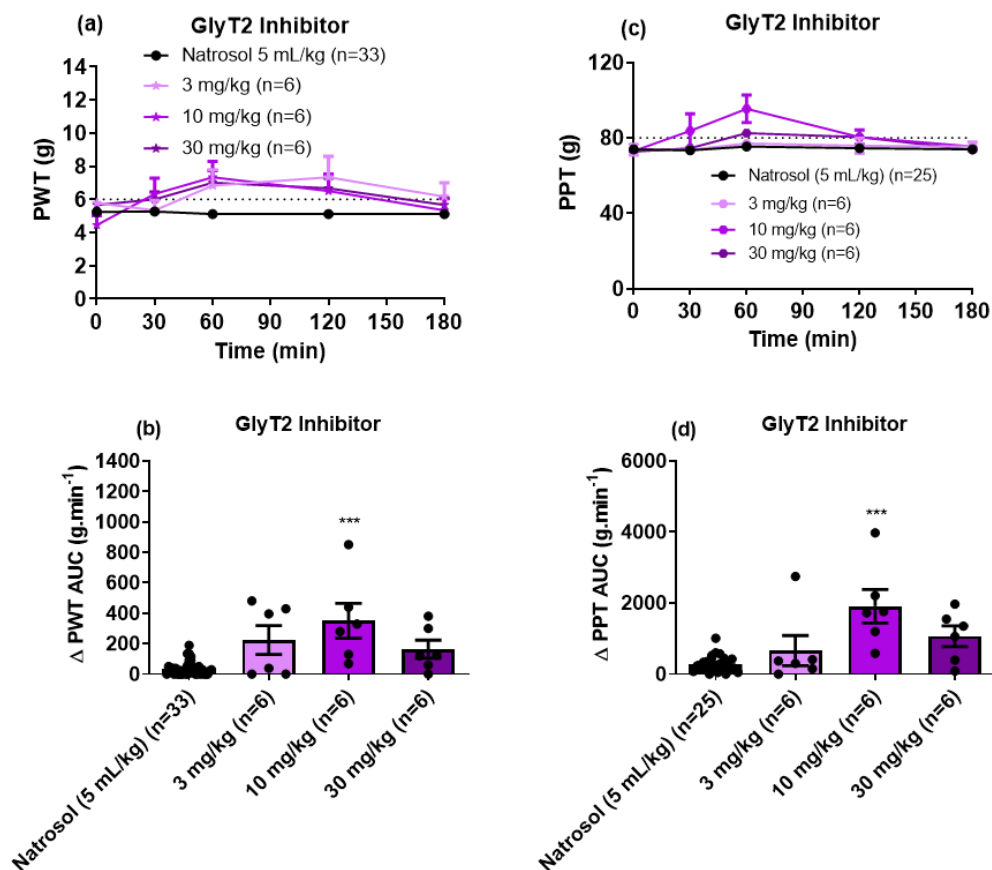 (a)
GlyT2 Inhibitor
Natrosol 5 mL/kg (n=33)
3 mg/kg (n=6)
10 mg/kg (n=6)
30 mg/kg (n=6)
PWT (g)
14
12
10
8
6
4
2
0
0 30 60 90 120 150 180
Time (min)
(c)
GlyT2 Inhibitor
PPT (g)
120
80
40
0
Natrosol (5 mL/kg) (n=25)
3 mg/kg (n=6)
10 mg/kg (n=6)
30 mg/kg (n=6)
0 30 60 90 120 150 180
Time (min)
(b)
GlyT2 Inhibitor
Δ PWT AUC (g.min⁻¹)
1400
1200
1000
800
600
400
200
0
***
Natrosol (5 mL/kg) (n=33)
3 mg/kg (n=6)
10 mg/kg (n=6)
30 mg/kg (n=6)
(d)
GlyT2 Inhibitor
Δ PPT AUC (g.min⁻¹)
6000
4000
2000
0
***
Natrosol (5 mL/kg) (n=25)
3 mg/kg (n=6)
10 mg/kg (n=6)
30 mg/kg (n=6)